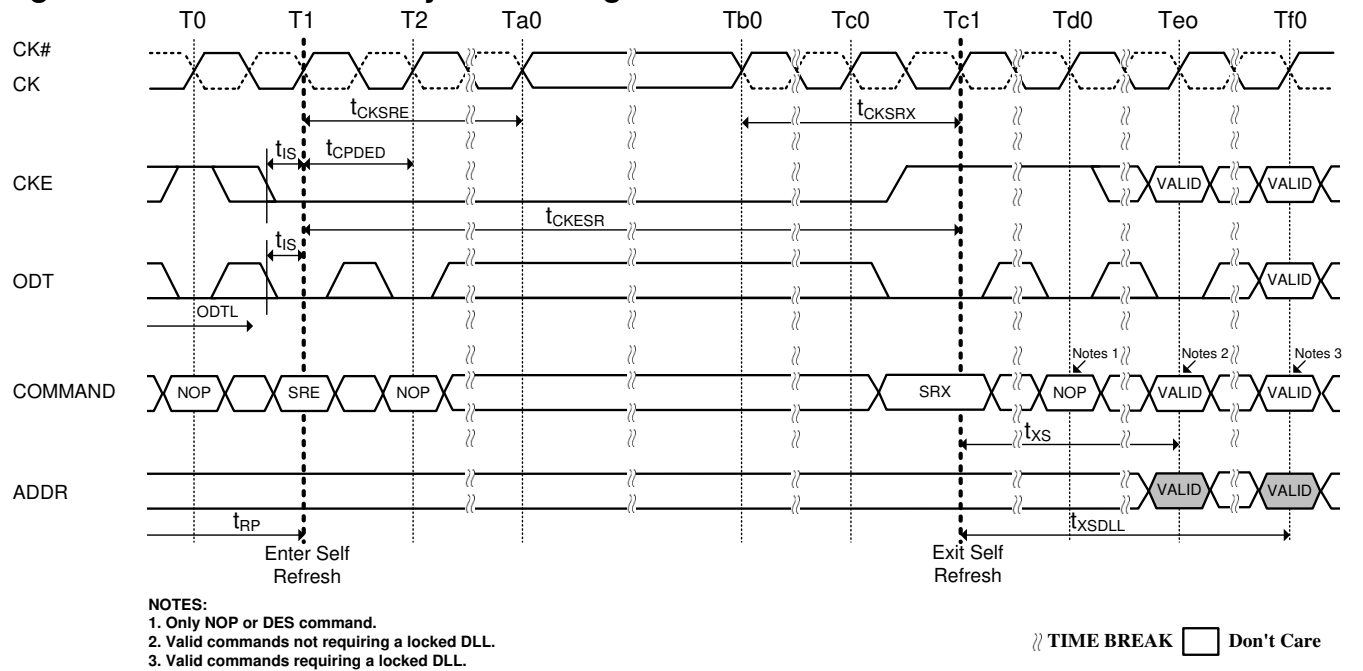 T0 T1 T2 Ta0 Tb0 Tc0 Tc1 Td0 Teo Tf0
CK#
CK
tCKSRE tCKSRX
tIS tCPDED
CKE VALID VALID
tCKESR
tIS
ODT VALID
ODTL
Notes 1 Notes 2 Notes 3
COMMAND NOP SRE NOP SRX NOP VALID VALID
tXS
ADDR VALID VALID
tRP tXSDLL
Enter Self Exit Self
Refresh Refresh
NOTES:
1. Only NOP or DES command.
2. Valid commands not requiring a locked DLL.
3. Valid commands requiring a locked DLL.
TIME BREAK Don't Care